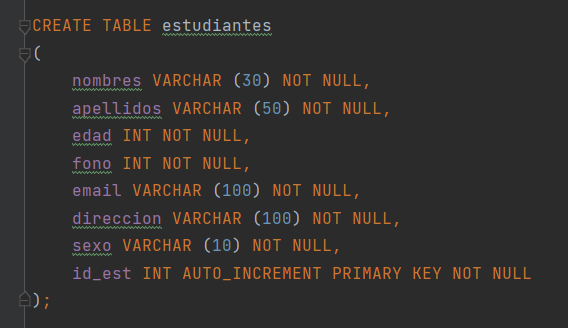 CREATE TABLE estudiantes
(
nombres VARCHAR (30) NOT NULL,
apellidos VARCHAR (50) NOT NULL,
edad INT NOT NULL,
fono INT NOT NULL,
email VARCHAR (100) NOT NULL,
direccion VARCHAR (100) NOT NULL,
sexo VARCHAR (10) NOT NULL,
id_est INT AUTO_INCREMENT PRIMARY KEY NOT NULL
);